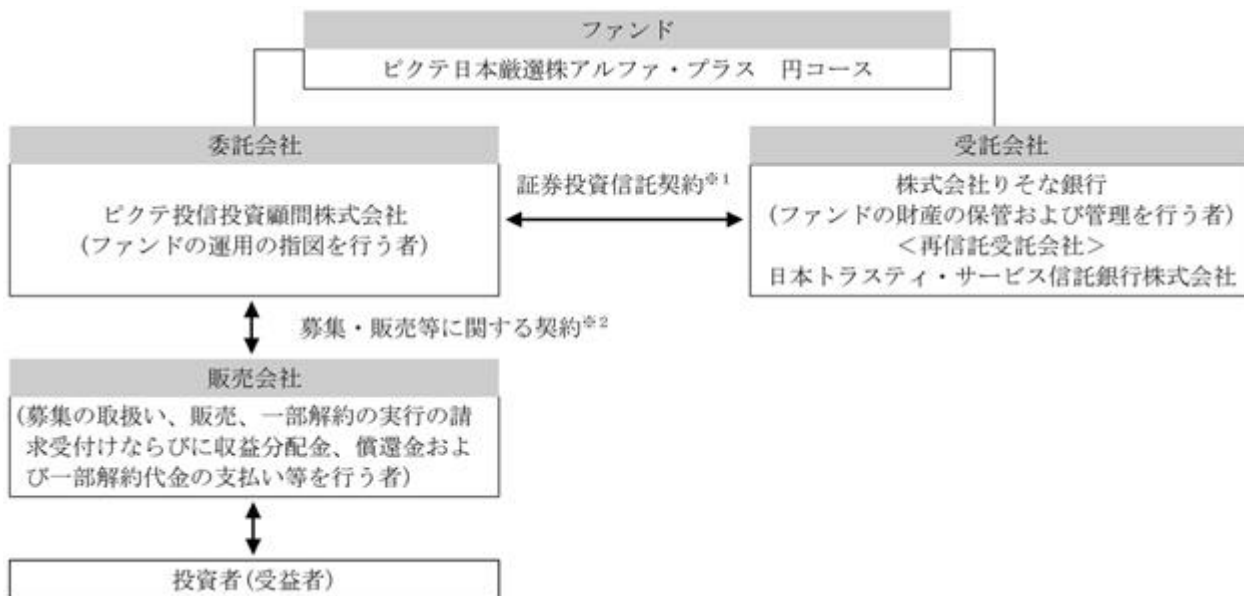 ファンド
ピクテ日本厳選株アルファ・プラス　円コース
委託会社
ピクテ投信投資顧問株式会社
(ファンドの運用の指図を行う者)
証券投資信託契約※1
受託会社
株式会社りそな銀行
(ファンドの財産の保管および管理を行う者)
＜再信託受託会社＞
日本トラスティ・サービス信託銀行株式会社
募集・販売等に関する契約※2
販売会社
(募集の取扱い、販売、一部解約の実行の請
求受付けならびに収益分配金、償還金およ
び一部解約代金の支払い等を行う者)
投資者(受益者)